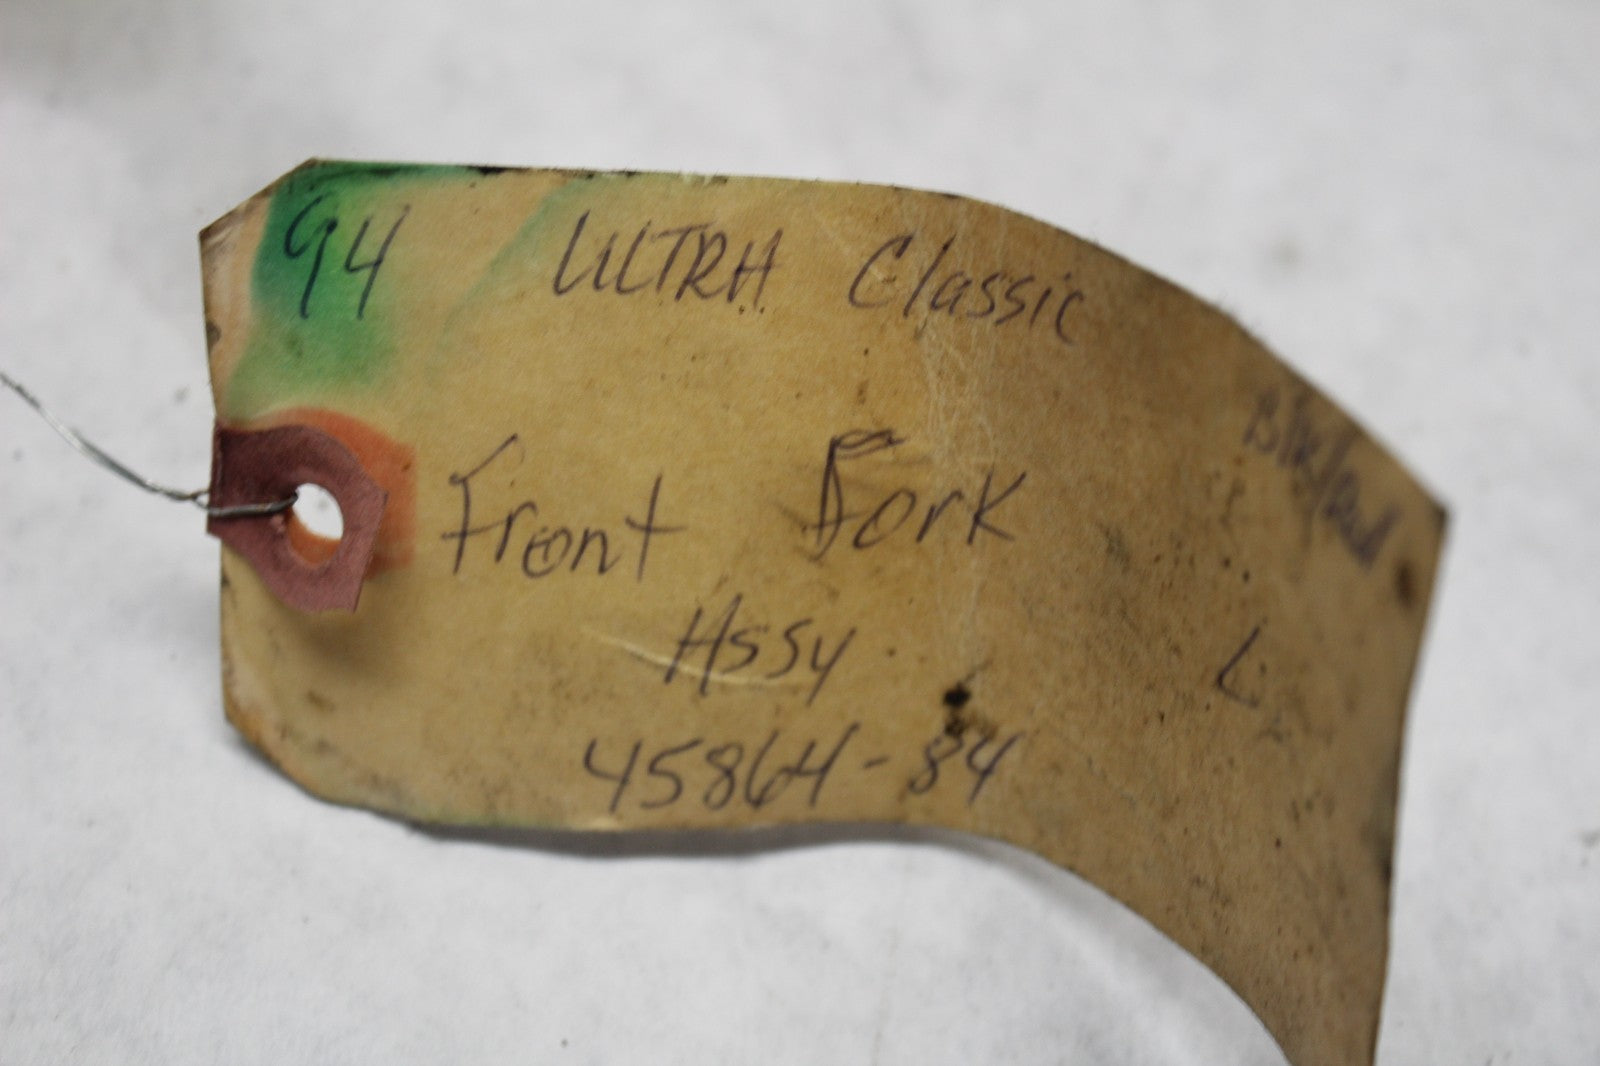 94 ULTRA Classic
Front Fork
Assy
45864-84
L